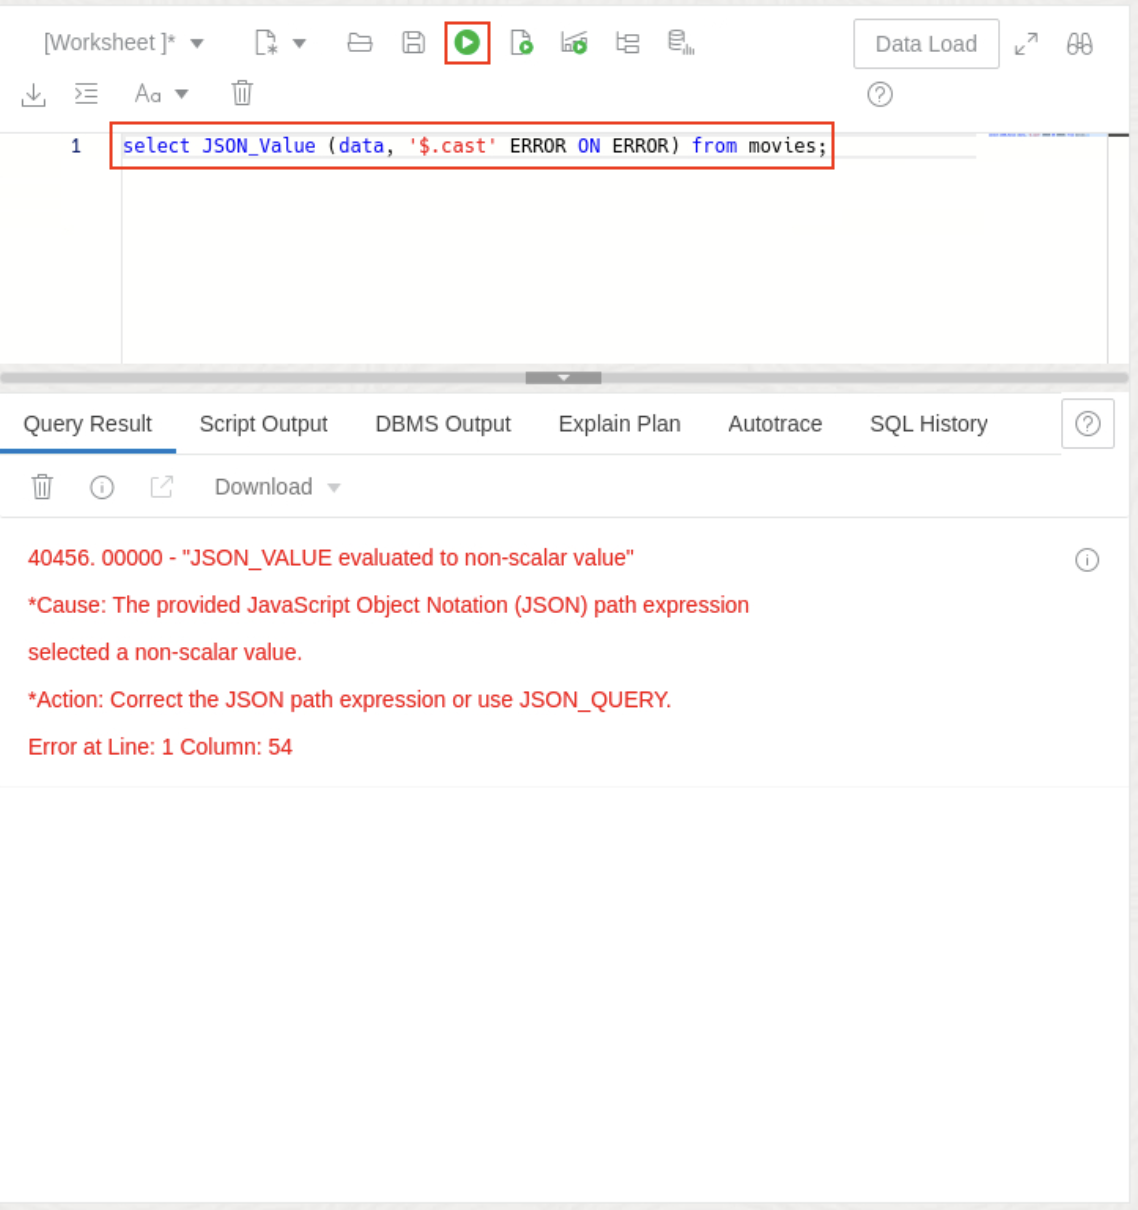 [Worksheet ]*
Data Load
Aa
1 select JSON_Value (data, '$.cast' ERROR ON ERROR) from movies;
Query Result Script Output DBMS Output Explain Plan Autotrace SQL History
Download
40456. 00000 - "JSON_VALUE evaluated to non-scalar value"
*Cause: The provided JavaScript Object Notation (JSON) path expression
selected a non-scalar value.
*Action: Correct the JSON path expression or use JSON_QUERY.
Error at Line: 1 Column: 54